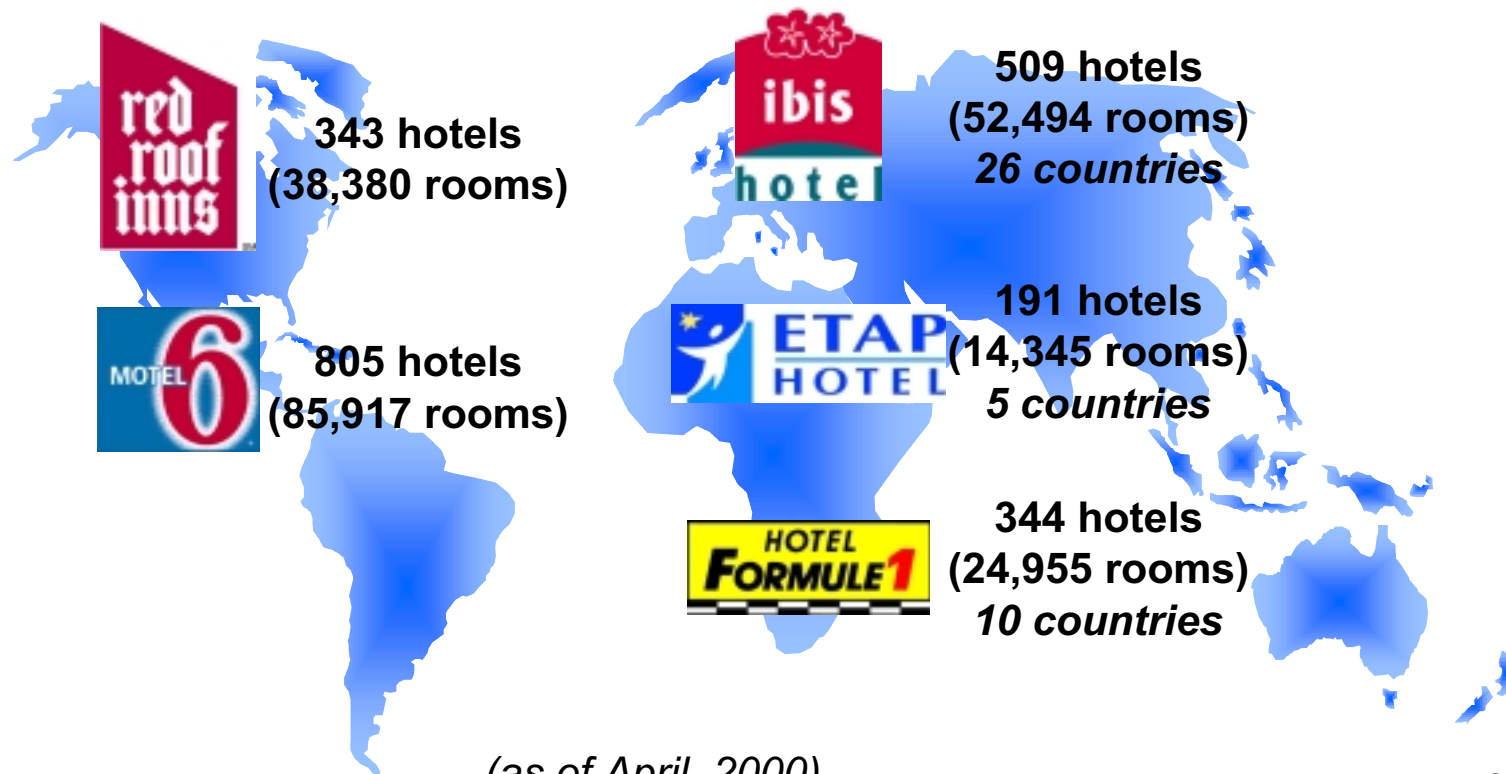 red
roof
inns
343 hotels
(38,380 rooms)
MOTEL 6
805 hotels
(85,917 rooms)
ibis
hotel
509 hotels
(52,494 rooms)
26 countries
ETAP
HOTEL
191 hotels
(14,345 rooms)
5 countries
HOTEL
FORMULE1
344 hotels
(24,955 rooms)
10 countries
(as of April, 2000)